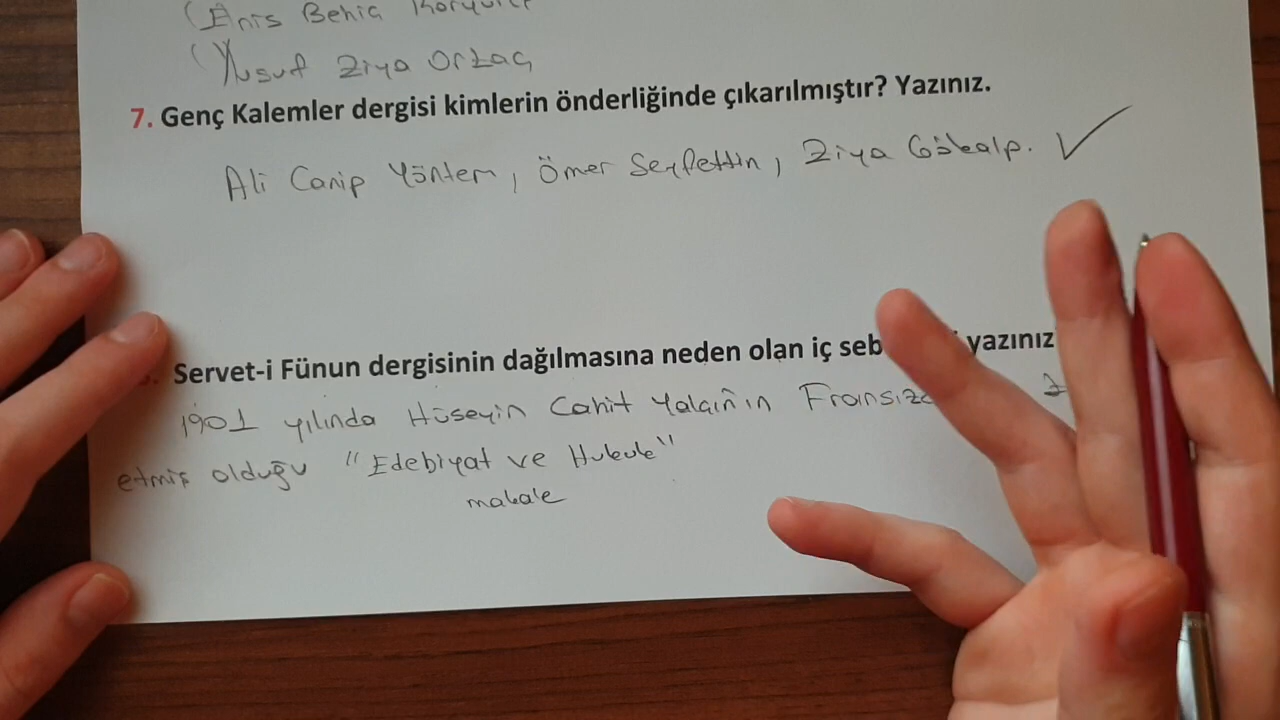 (Enis Behiç Koryürek
(Yusuf Ziya Ortaç
7. Genç Kalemler dergisi kimlerin önderliğinde çıkarılmıştır? Yazınız.
Ali Canip Yöntem, Ömer Seyfettin, Ziya Gökalp.
Servet-i Fünun dergisinin dağılmasına neden olan iç seb yazınız
1901 yılında Hüseyin Cahit Yalçın'ın
etmiş olduğu "Edebiyat ve Hukuk"
makale